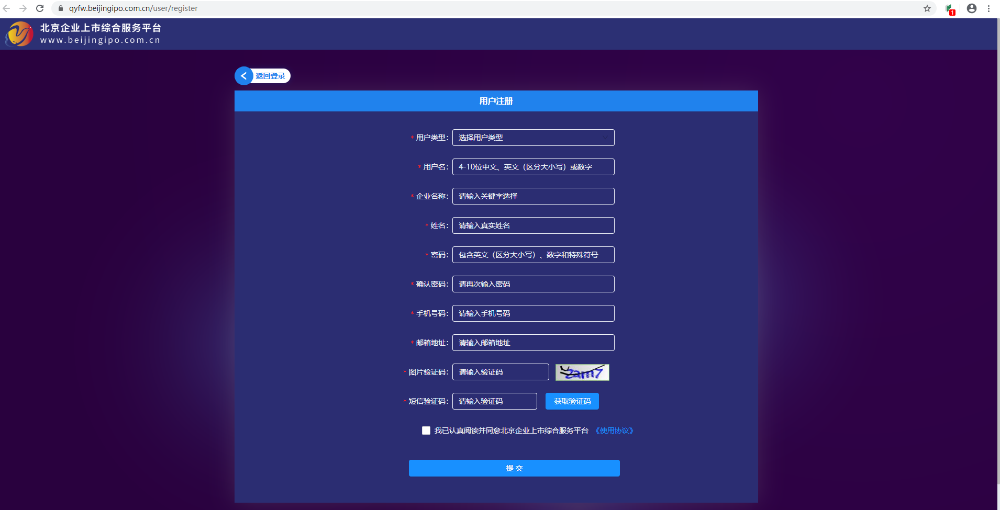 qyfw.beijingipo.com.cn/user/register
1
北京企业上市综合服务平台
www.beijingipo.com.cn
返回登录
用户注册
* 用户类型： 选择用户类型
* 用户名： 4-10位中文、英文（区分大小写）或数字
* 企业名称： 请输入关键字选择
* 姓名： 请输入真实姓名
* 密码： 包含英文（区分大小写）、数字和特殊符号
* 确认密码： 请再次输入密码
* 手机号码： 请输入手机号码
* 邮箱地址： 请输入邮箱地址
* 图片验证码： 请输入验证码 2am7
* 短信验证码： 请输入验证码 获取验证码
我已认真阅读并同意北京企业上市综合服务平台 《使用协议》
提 交